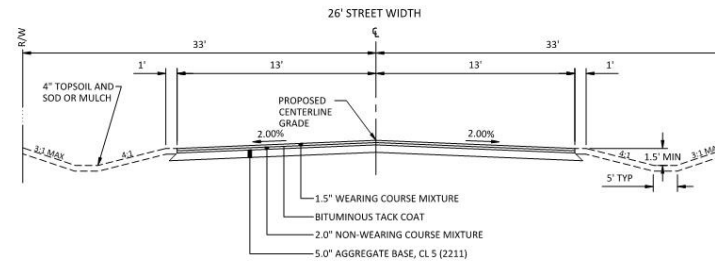 26' STREET WIDTH
R/W
℄
33'
33'
1'
13'
13'
1'
4" TOPSOIL AND
SOD OR MULCH
PROPOSED
CENTERLINE
GRADE
2.00%
2.00%
3:1 MAX
4:1
4:1
1.5' MIN
3:1 MA
5' TYP
1.5" WEARING COURSE MIXTURE
BITUMINOUS TACK COAT
2.0" NON-WEARING COURSE MIXTURE
5.0" AGGREGATE BASE, CL 5 (2211)